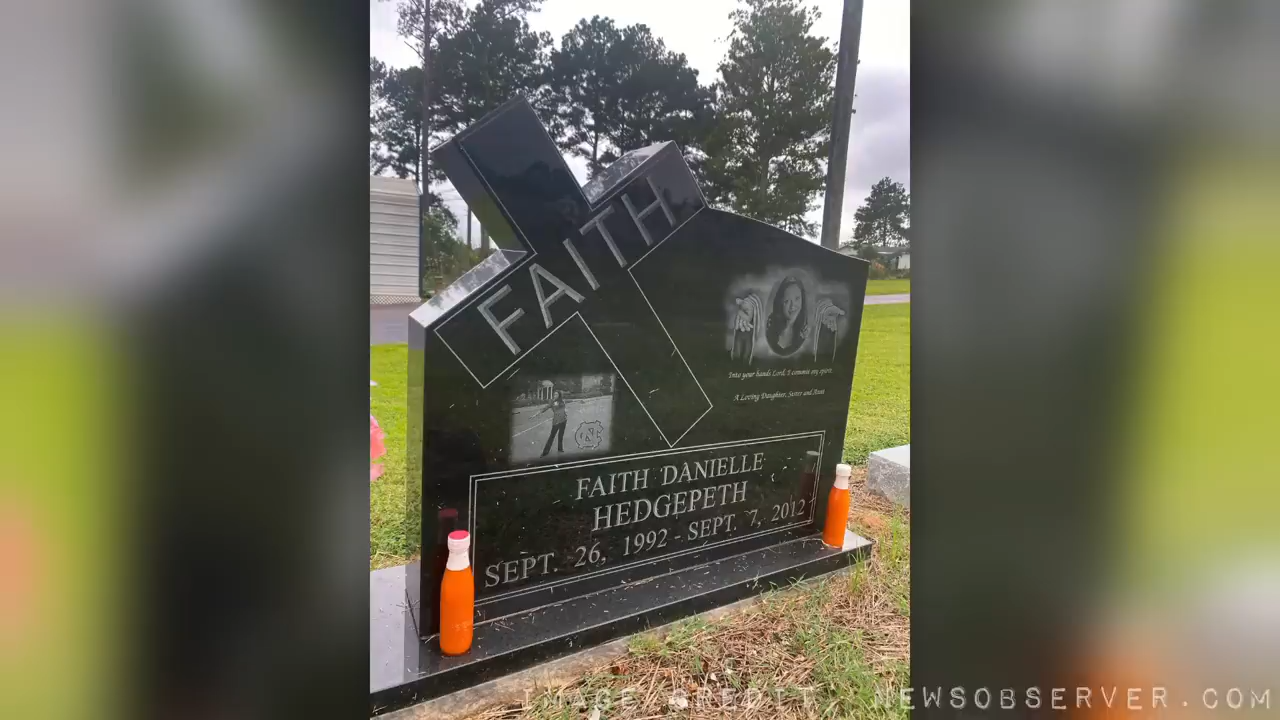 FAITH
Into your hands Lord, I commit my spirit.
A Loving Daughter, Sister and Aunt
NC
FAITH DANIELLE
HEDGEPETH
SEPT. 26, 1992 - SEPT. 7, 2012
IMAGE CREDIT: NEWSOBSERVER.COM